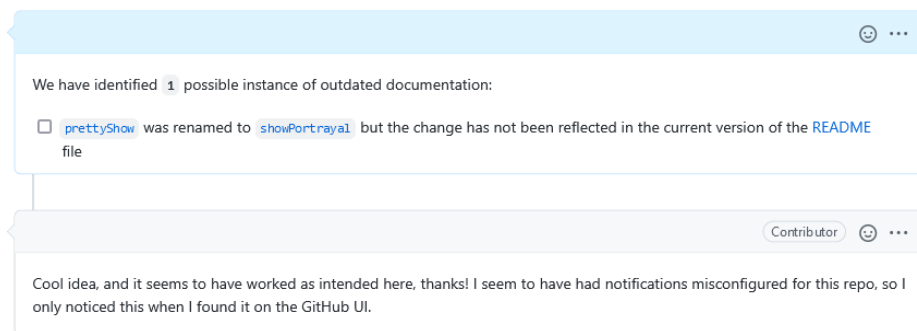 We have identified 1 possible instance of outdated documentation:
prettyShow was renamed to showPortrayal but the change has not been reflected in the current version of the README
file
Contributor
Cool idea, and it seems to have worked as intended here, thanks! I seem to have had notifications misconfigured for this repo, so I
only noticed this when I found it on the GitHub UI.